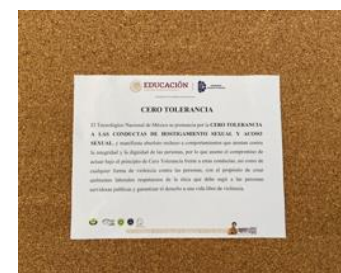 EDUCACIÓN
CERO TOLERANCIA
El Tecnológico Nacional de México se pronuncia por la CERO TOLERANCIA
A LAS CONDUCTAS DE HOSTIGAMIENTO SEXUAL Y ACOSO
SEXUAL, y manifiesta absoluto rechazo a comportamientos que atentan contra
la integridad y la dignidad de las personas, por lo que asume el compromiso de
actuar bajo el principio de Cero Tolerancia frente a estas conductas, así como de
cualquier forma de violencia contra las personas, con el propósito de crear
ambientes laborales respetuosos de la ética que debe regir a las personas
servidoras públicas y garantizar el derecho a una vida libre de violencia.